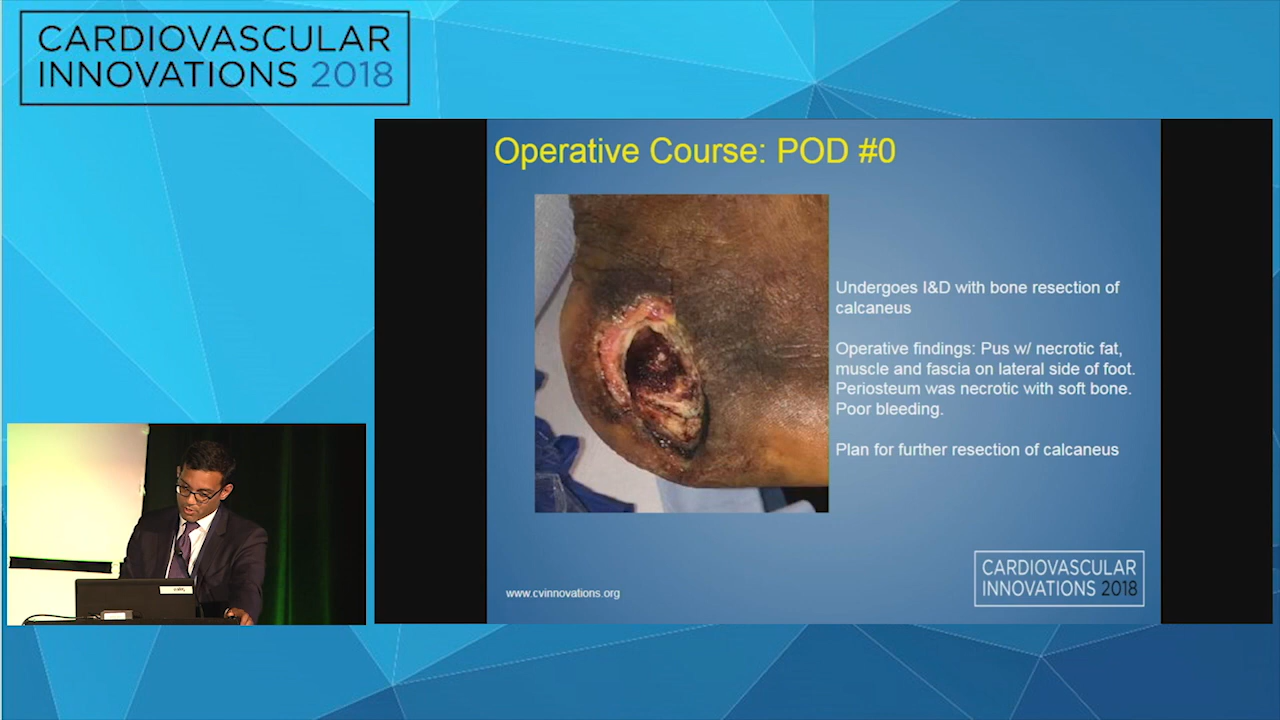 CARDIOVASCULAR
INNOVATIONS 2018
Operative Course: POD #0
Undergoes I&D with bone resection of
calcaneus
Operative findings: Pus w/ necrotic fat,
muscle and fascia on lateral side of foot.
Periosteum was necrotic with soft bone.
Poor bleeding.
Plan for further resection of calcaneus
www.cvinnovations.org
CARDIOVASCULAR
INNOVATIONS 2018